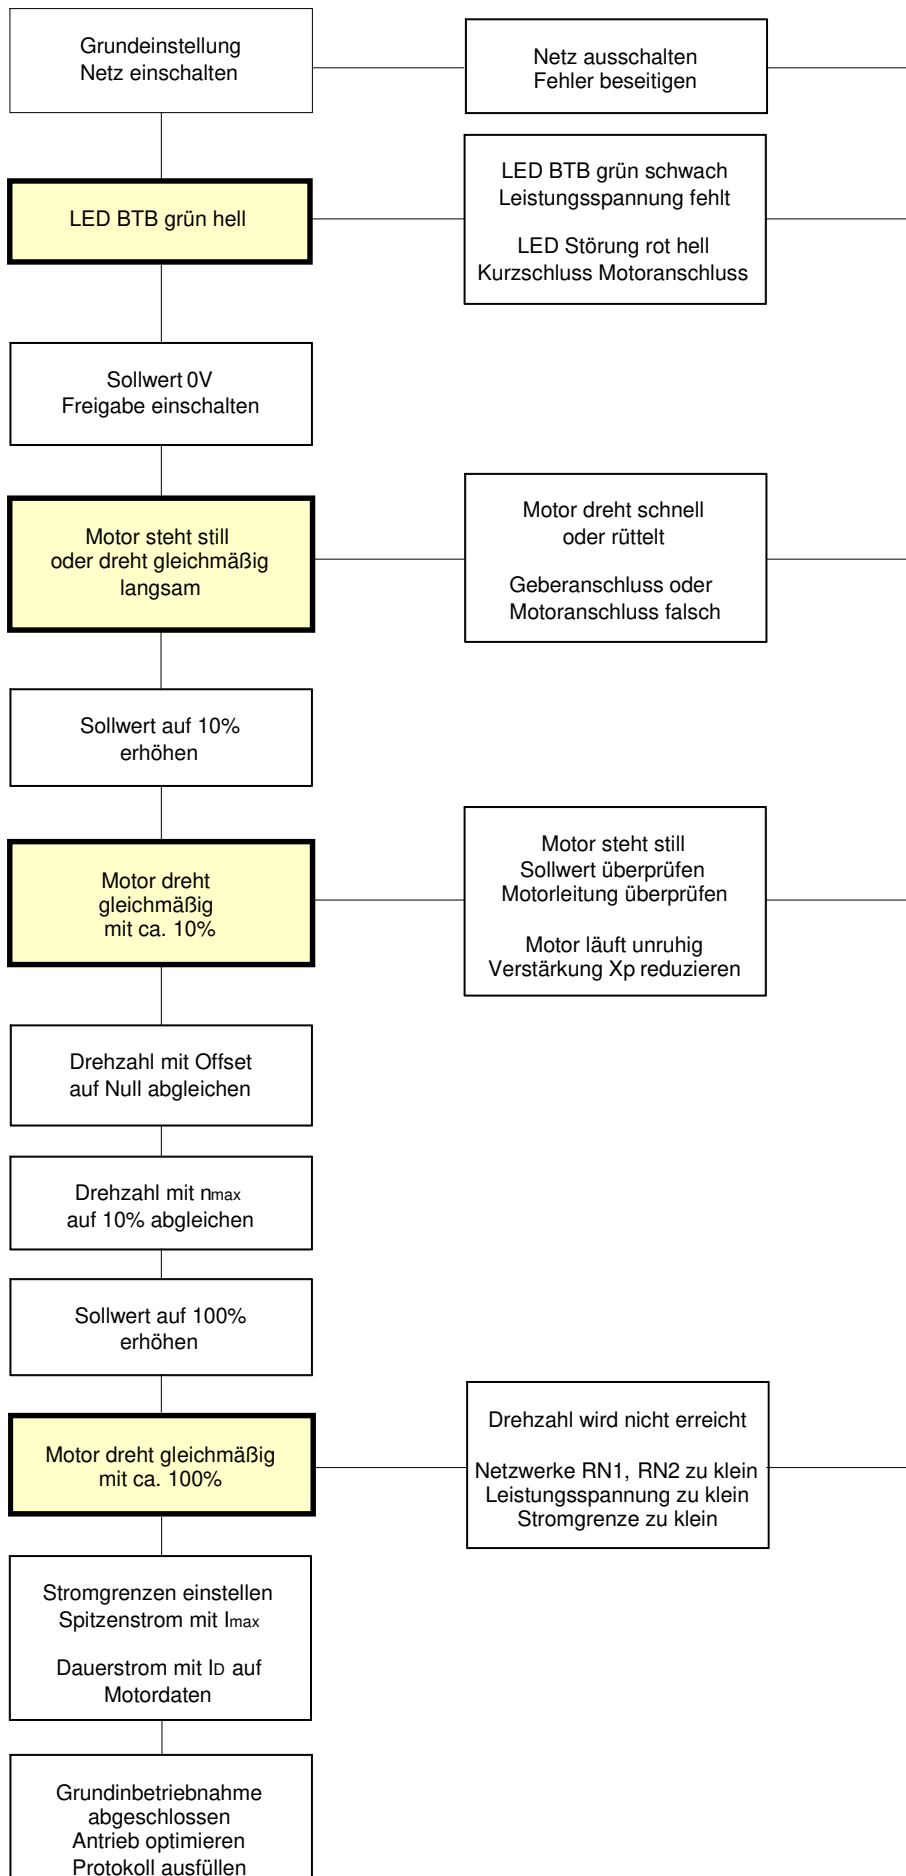 Grundeinstellung
Netz einschalten
Netz ausschalten
Fehler beseitigen
LED BTB grün hell
LED BTB grün schwach
Leistungsspannung fehlt
LED Störung rot hell
Kurzschluss Motoranschluss
Sollwert 0V
Freigabe einschalten
Motor steht still
oder dreht gleichmäßig
langsam
Motor dreht schnell
oder rüttelt
Geberanschluss oder
Motoranschluss falsch
Sollwert auf 10%
erhöhen
Motor dreht
gleichmäßig
mit ca. 10%
Motor steht still
Sollwert überprüfen
Motorleitung überprüfen
Motor läuft unruhig
Verstärkung Xp reduzieren
Drehzahl mit Offset
auf Null abgleichen
Drehzahl mit nmax
auf 10% abgleichen
Sollwert auf 100%
erhöhen
Motor dreht gleichmäßig
mit ca. 100%
Drehzahl wird nicht erreicht
Netzwerke RN1, RN2 zu klein
Leistungsspannung zu klein
Stromgrenze zu klein
Stromgrenzen einstellen
Spitzenstrom mit Imax
Dauerstrom mit ID auf
Motordaten
Grundinbetriebnahme
abgeschlossen
Antrieb optimieren
Protokoll ausfüllen